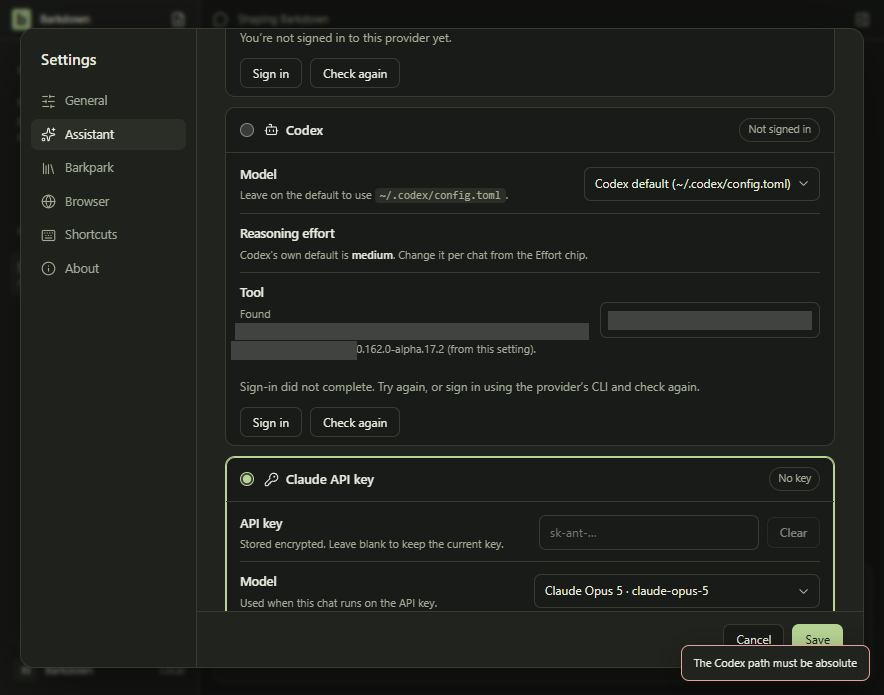 Barkdown
Shaping Barkdown
Settings
General
Assistant
Barkpark
Browser
Shortcuts
About
You're not signed in to this provider yet.
Sign in
Check again
Codex
Not signed in
Model
Leave on the default to use ~/.codex/config.toml.
Codex default (~/.codex/config.toml)
Reasoning effort
Codex's own default is medium. Change it per chat from the Effort chip.
Tool
Found
0.162.0-alpha.17.2 (from this setting).
Sign-in did not complete. Try again, or sign in using the provider's CLI and check again.
Sign in
Check again
Claude API key
No key
API key
Stored encrypted. Leave blank to keep the current key.
sk-ant-...
Clear
Model
Used when this chat runs on the API key.
Claude Opus 5 · claude-opus-5
Cancel
Save
The Codex path must be absolute
Barkdown